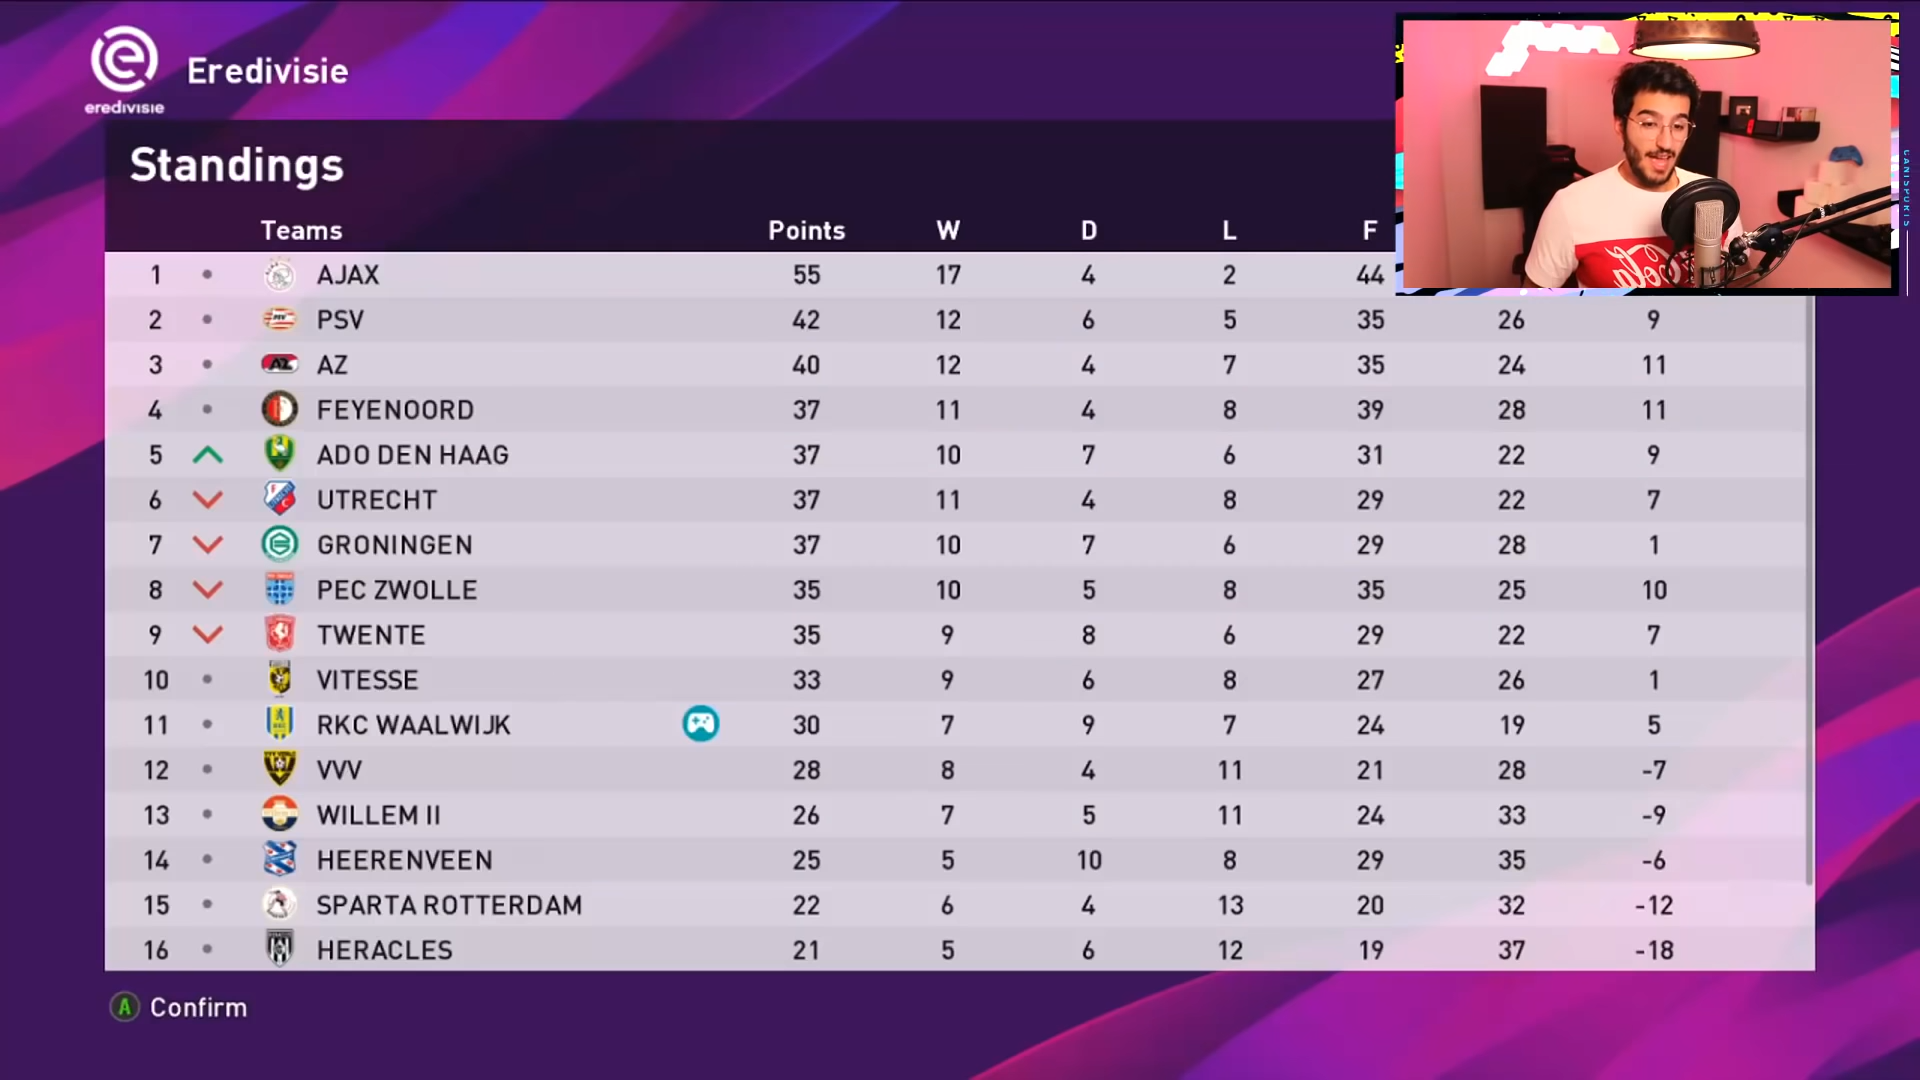 eredivisie
Eredivisie
Standings
Teams Points W D L F
1 AJAX 55 17 4 2 44
2 PSV 42 12 6 5 35 26 9
3 AZ 40 12 4 7 35 24 11
4 FEYENOORD 37 11 4 8 39 28 11
5 ADO DEN HAAG 37 10 7 6 31 22 9
6 UTRECHT 37 11 4 8 29 22 7
7 GRONINGEN 37 10 7 6 29 28 1
8 PEC ZWOLLE 35 10 5 8 35 25 10
9 TWENTE 35 9 8 6 29 22 7
10 VITESSE 33 9 6 8 27 26 1
11 RKC WAALWIJK 30 7 9 7 24 19 5
12 VVV 28 8 4 11 21 28 -7
13 WILLEM II 26 7 5 11 24 33 -9
14 HEERENVEEN 25 5 10 8 29 35 -6
15 SPARTA ROTTERDAM 22 6 4 13 20 32 -12
16 HERACLES 21 5 6 12 19 37 -18
A Confirm